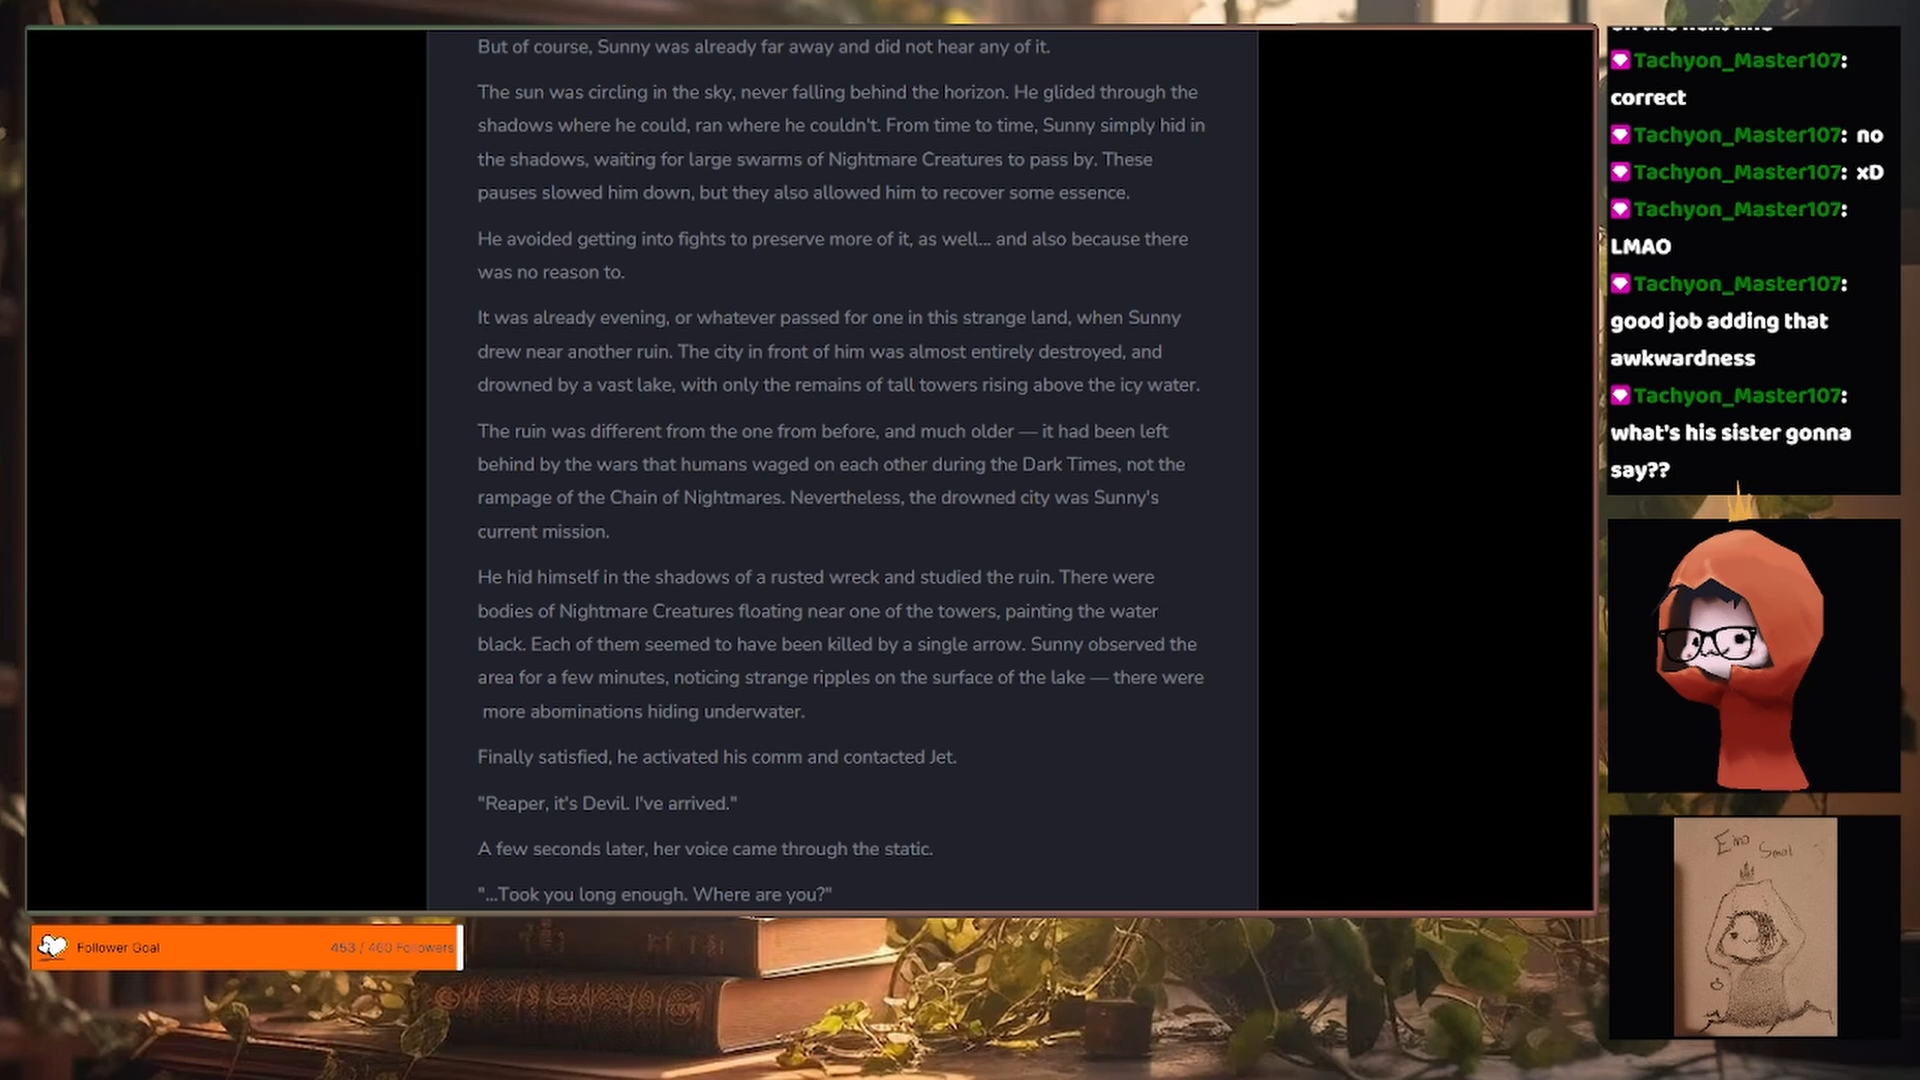 But of course, Sunny was already far away and did not hear any of it.
The sun was circling in the sky, never falling behind the horizon. He glided through the
shadows where he could, ran where he couldn't. From time to time, Sunny simply hid in
the shadows, waiting for large swarms of Nightmare Creatures to pass by. These
pauses slowed him down, but they also allowed him to recover some essence.
He avoided getting into fights to preserve more of it, as well... and also because there
was no reason to.
It was already evening, or whatever passed for one in this strange land, when Sunny
drew near another ruin. The city in front of him was almost entirely destroyed, and
drowned by a vast lake, with only the remains of tall towers rising above the icy water.
The ruin was different from the one from before, and much older — it had been left
behind by the wars that humans waged on each other during the Dark Times, not the
rampage of the Chain of Nightmares. Nevertheless, the drowned city was Sunny's
current mission.
He hid himself in the shadows of a rusted wreck and studied the ruin. There were
bodies of Nightmare Creatures floating near one of the towers, painting the water
black. Each of them seemed to have been killed by a single arrow. Sunny observed the
area for a few minutes, noticing strange ripples on the surface of the lake — there were
more abominations hiding underwater.
Finally satisfied, he activated his comm and contacted Jet.
"Reaper, it's Devil. I've arrived."
A few seconds later, her voice came through the static.
"...Took you long enough. Where are you?"
Tachyon_Master107:
correct
Tachyon_Master107: no
Tachyon_Master107: xD
Tachyon_Master107:
LMAO
Tachyon_Master107:
good job adding that
awkwardness
Tachyon_Master107:
what's his sister gonna
say??
Follower Goal
453 / 460 Followers
Smol